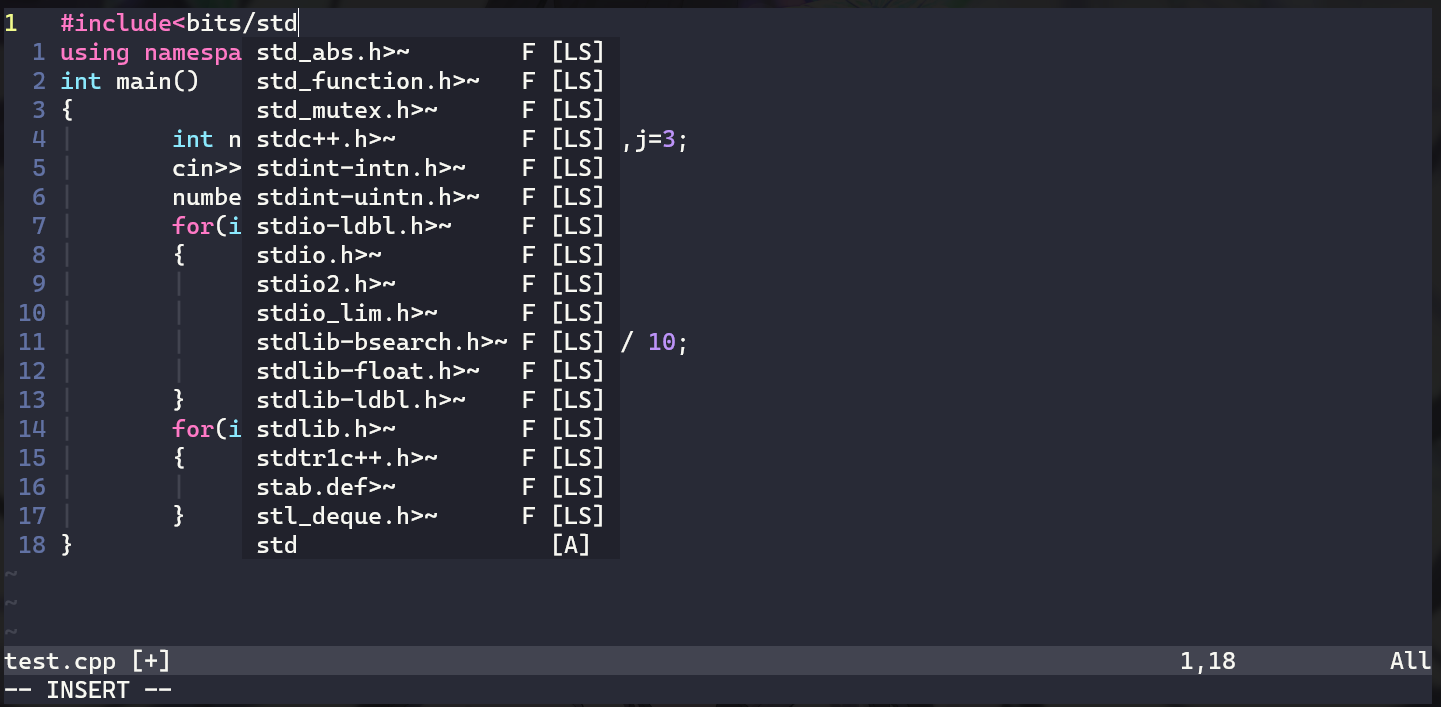 1 #include<bits/std
1 using namespa std_abs.h>~ F [LS]
2 int main() std_function.h>~ F [LS]
3 { std_mutex.h>~ F [LS]
4 int n stdc++.h>~ F [LS] ,j=3;
5 cin>> stdint-intn.h>~ F [LS]
6 numbe stdint-uintn.h>~ F [LS]
7 for(i stdio-ldbl.h>~ F [LS]
8 { stdio.h>~ F [LS]
9 stdio2.h>~ F [LS]
10 stdio_lim.h>~ F [LS]
11 stdlib-bsearch.h>~ F [LS] / 10;
12 stdlib-float.h>~ F [LS]
13 } stdlib-ldbl.h>~ F [LS]
14 for(i stdlib.h>~ F [LS]
15 { stdtr1c++.h>~ F [LS]
16 stab.def>~ F [LS]
17 } stl_deque.h>~ F [LS]
18 } std [A]
~
~
~
test.cpp [+] 1,18 All
-- INSERT --